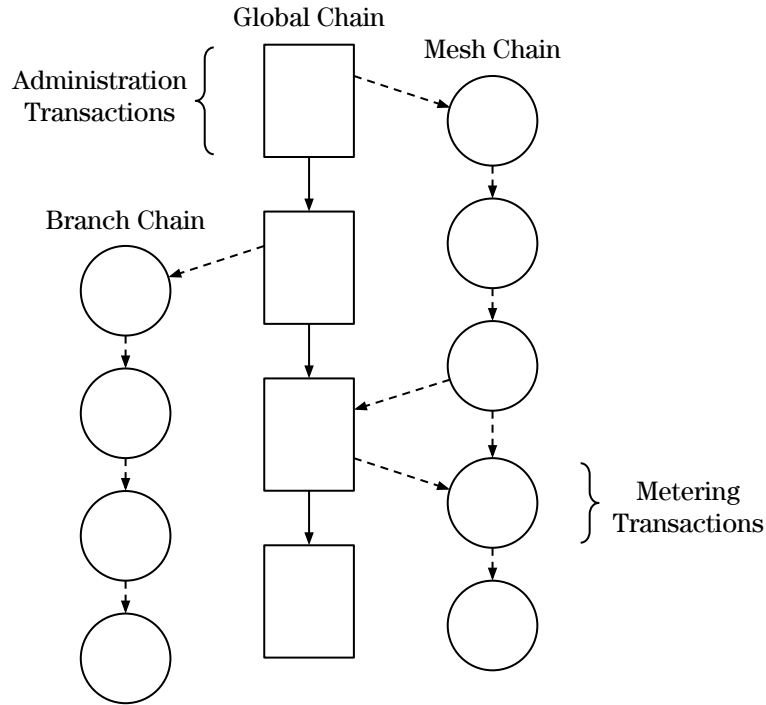 Global Chain
Mesh Chain
Administration
Transactions
Branch Chain
Metering
Transactions